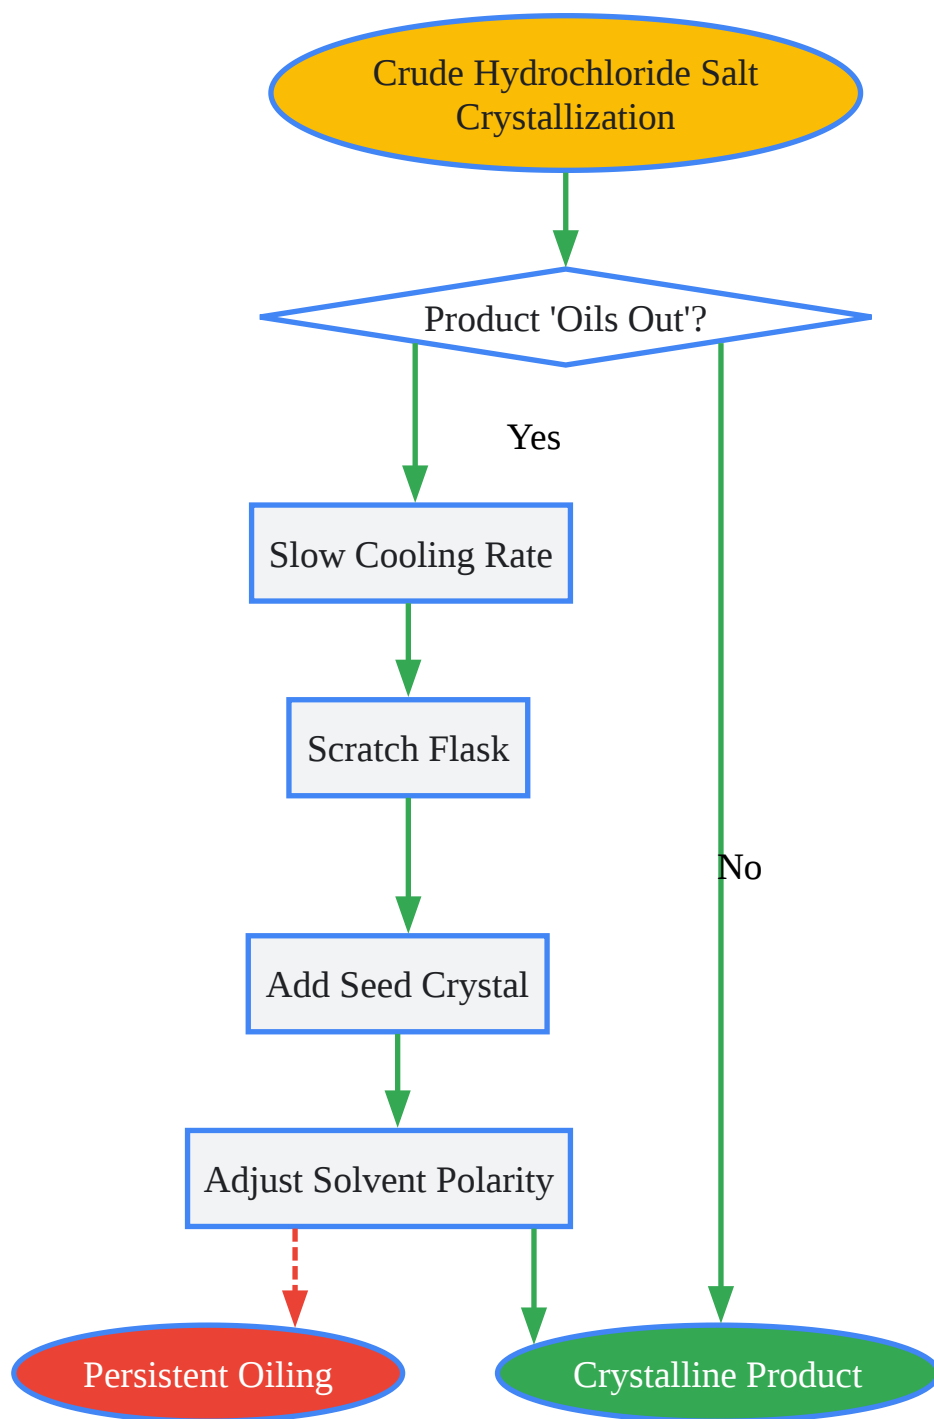 Crude Hydrochloride Salt
Crystallization
Product 'Oils Out'?
Yes
Slow Cooling Rate
Scratch Flask
No
Add Seed Crystal
Adjust Solvent Polarity
Persistent Oiling
Crystalline Product